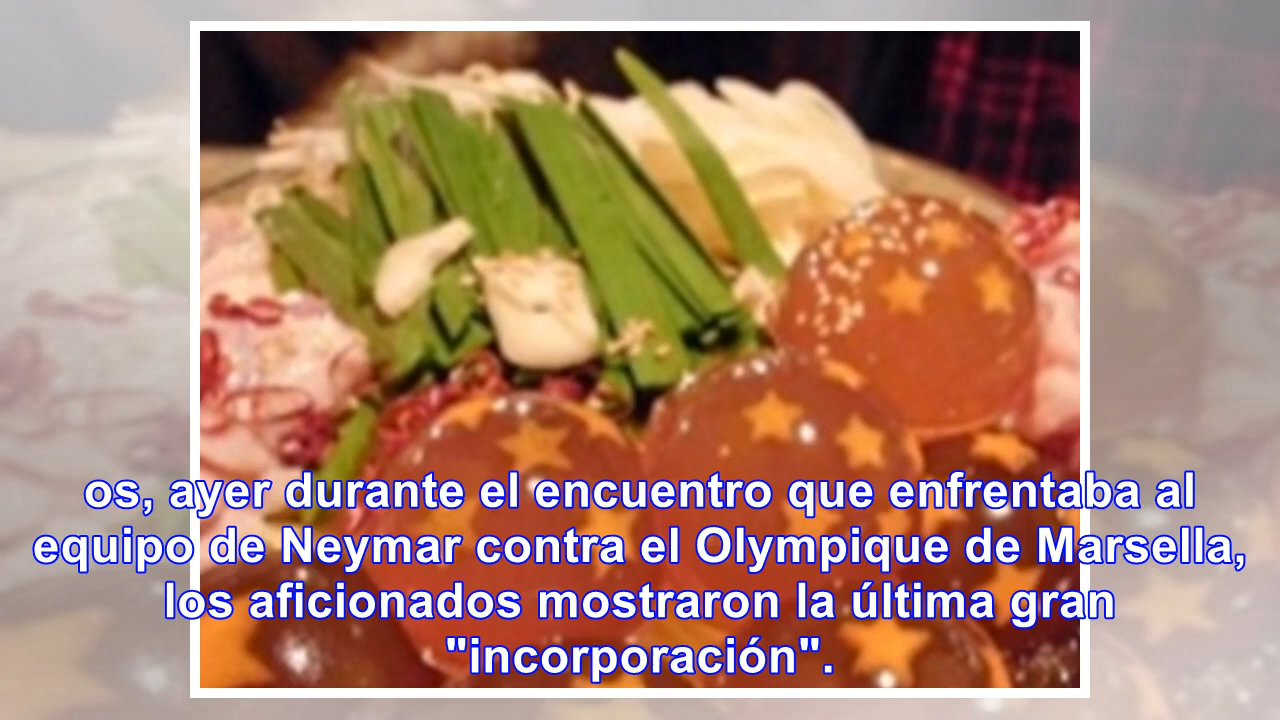 os, ayer durante el encuentro que enfrentaba al
equipo de Neymar contra el Olympique de Marsella,
los aficionados mostraron la última gran
"incorporación".